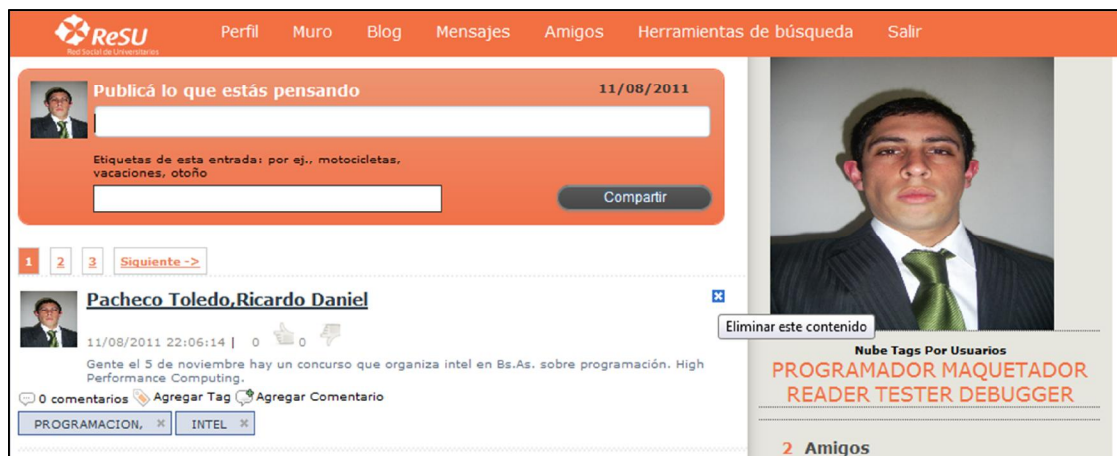 ReSU
Red Social de Universitarios
Perfil Muro Blog Mensajes Amigos Herramientas de búsqueda Salir
Publicá lo que estás pensando 11/08/2011
Etiquetas de esta entrada: por ej., motocicletas,
vacaciones, otoño
Compartir
1 2 3 Siguiente ->
Pacheco Toledo,Ricardo Daniel
Eliminar este contenido
11/08/2011 22:06:14 | 0 0
Gente el 5 de noviembre hay un concurso que organiza intel en Bs.As. sobre programación. High
Performance Computing.
0 comentarios Agregar Tag Agregar Comentario
PROGRAMACION, × INTEL ×
Nube Tags Por Usuarios
PROGRAMADOR MAQUETADOR
READER TESTER DEBUGGER
2 Amigos